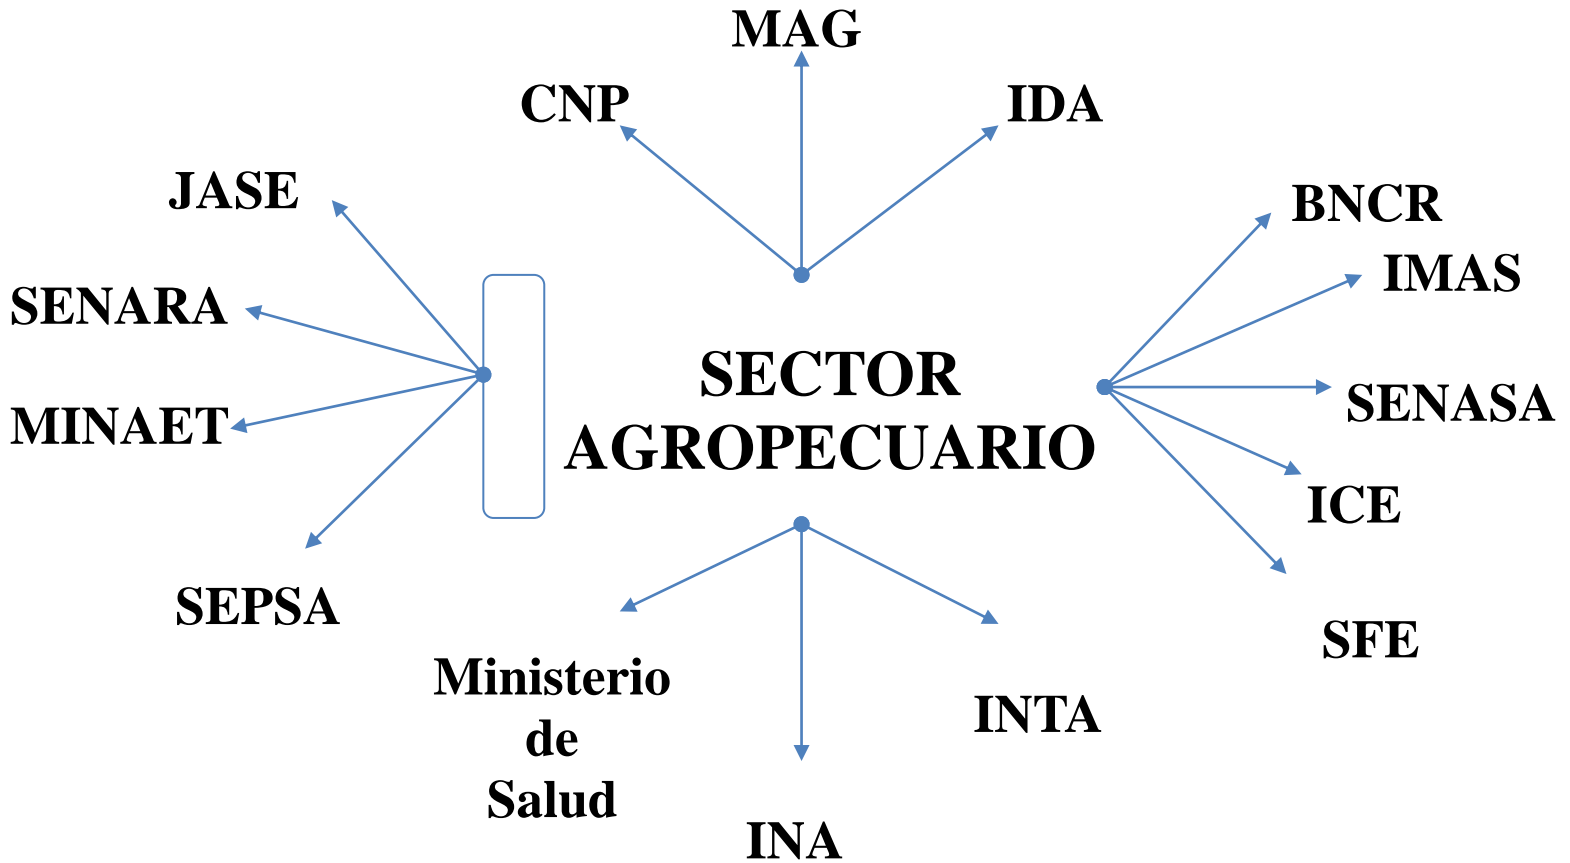 MAG
CNP
IDA
JASE
BNCR
IMAS
SENARA
SECTOR
AGROPECUARIO
SENASA
MINAET
ICE
SEPSA
SFE
Ministerio
de
Salud
INTA
INA